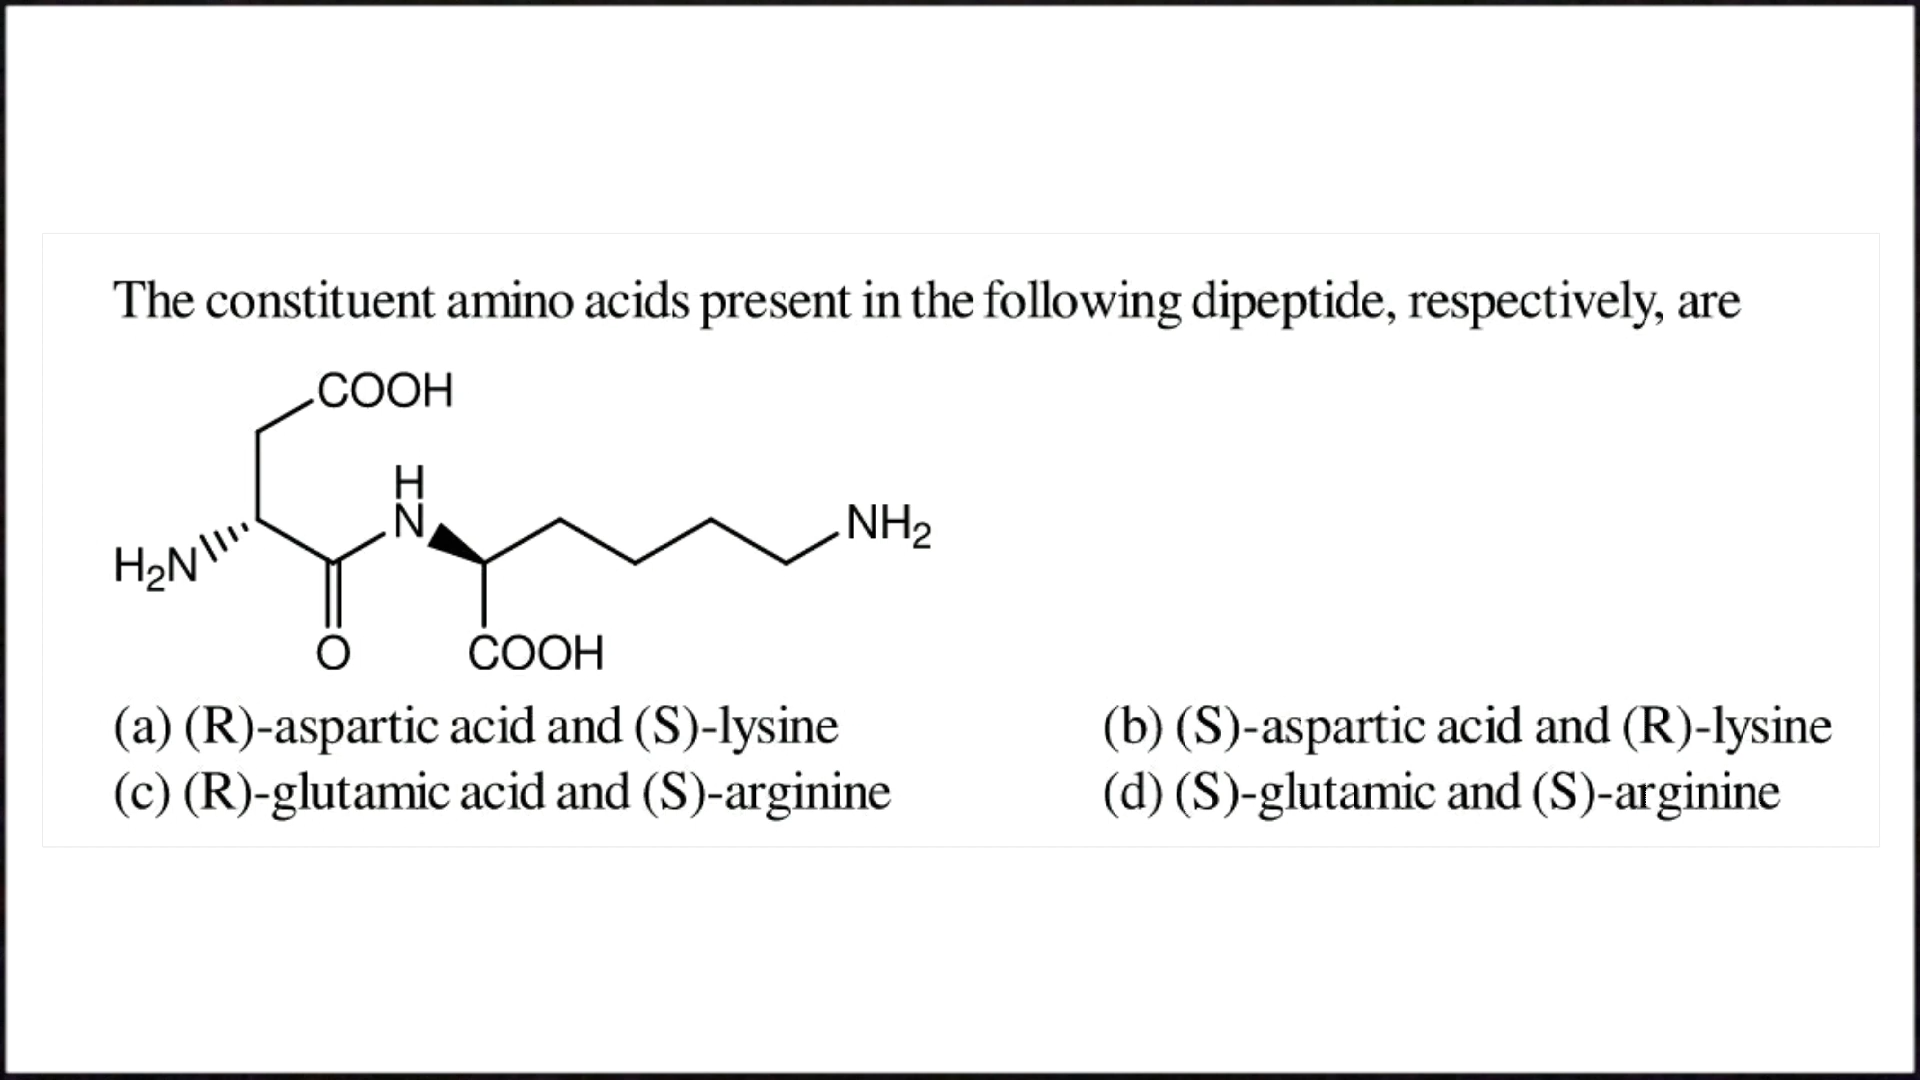 The constituent amino acids present in the following dipeptide, respectively, are
COOH
H
N
NH2
H2N
O
COOH
(a) (R)-aspartic acid and (S)-lysine (b) (S)-aspartic acid and (R)-lysine
(c) (R)-glutamic acid and (S)-arginine (d) (S)-glutamic and (S)-arginine